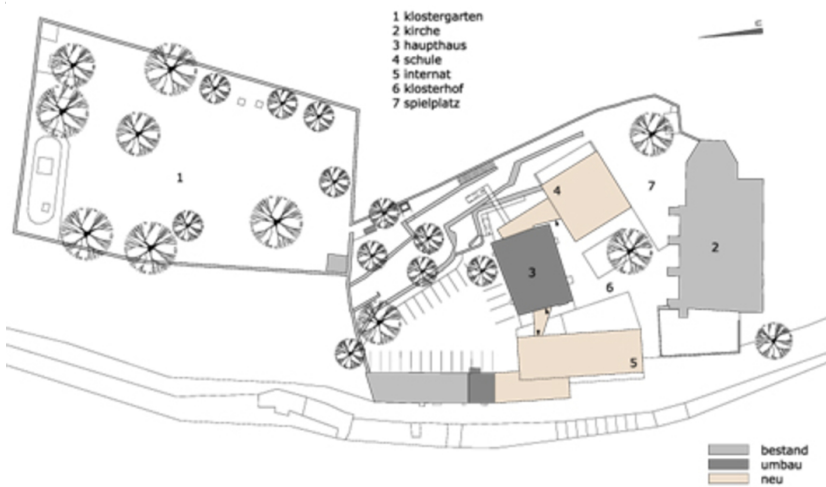 1 klostergarten
2 kirche
3 haupthaus
4 schule
5 internat
6 klosterhof
7 spielplatz
1
4
7
2
3
6
5
bestand
umbau
neu